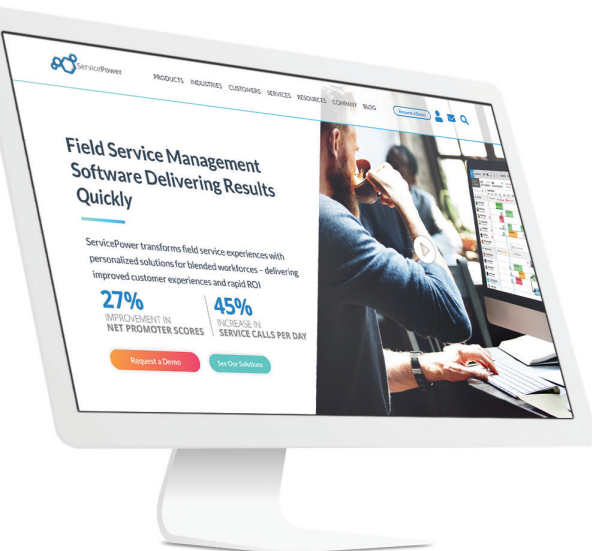 ServicePower
PRODUCTS INDUSTRIES CUSTOMERS SERVICES RESOURCES COMPANY BLOG
Request a Demo
Field Service Management
Software Delivering Results
Quickly
ServicePower transforms field service experiences with
personalized solutions for blended workforces – delivering
improved customer experiences and rapid ROI
27%
IMPROVEMENT IN
NET PROMOTER SCORES
45%
INCREASE IN
SERVICE CALLS PER DAY
Request a Demo
See Our Solutions